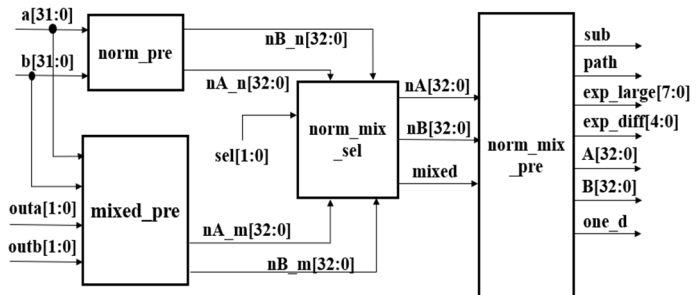 a[31:0]
b[31:0]
norm_pre
nB_n[32:0]
nA_n[32:0]
sel[1:0]
norm_mix
_sel
nA[32:0]
nB[32:0]
mixed
norm_mix
_pre
sub
path
exp_large[7:0]
exp_diff[4:0]
A[32:0]
B[32:0]
one_d
outa[1:0]
outb[1:0]
mixed_pre
nA_m[32:0]
nB_m[32:0]